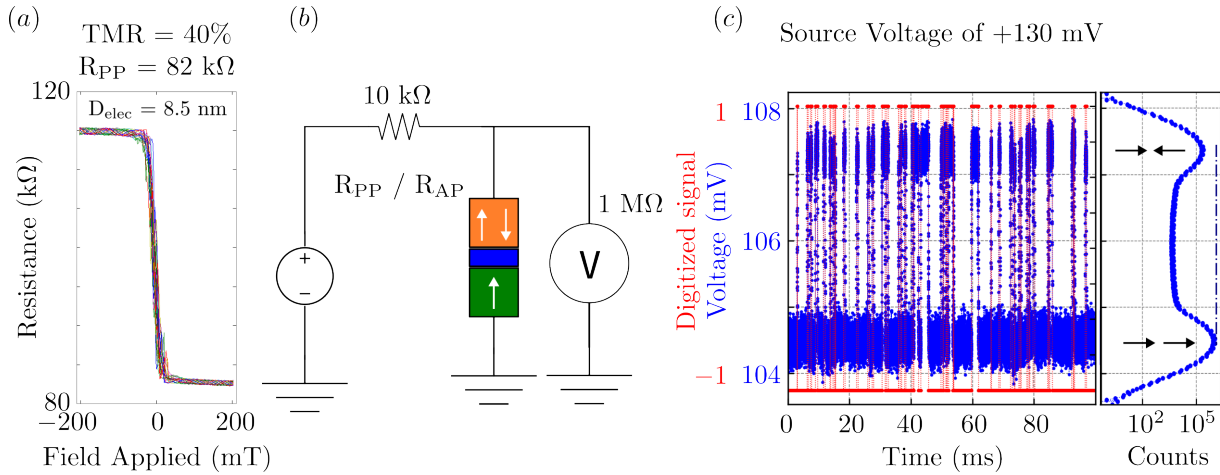 (a)
TMR = 40%
R_PP = 82 kΩ
D_elec = 8.5 nm
120
80
Resistance (kΩ)
−200
0
200
Field Applied (mT)
(b)
10 kΩ
R_PP / R_AP
1 MΩ
+
−
V
(c)
Source Voltage of +130 mV
Digitized signal
1
−1
Voltage (mV)
108
106
104
0
20
40
60
80
Time (ms)
10^2
10^5
Counts